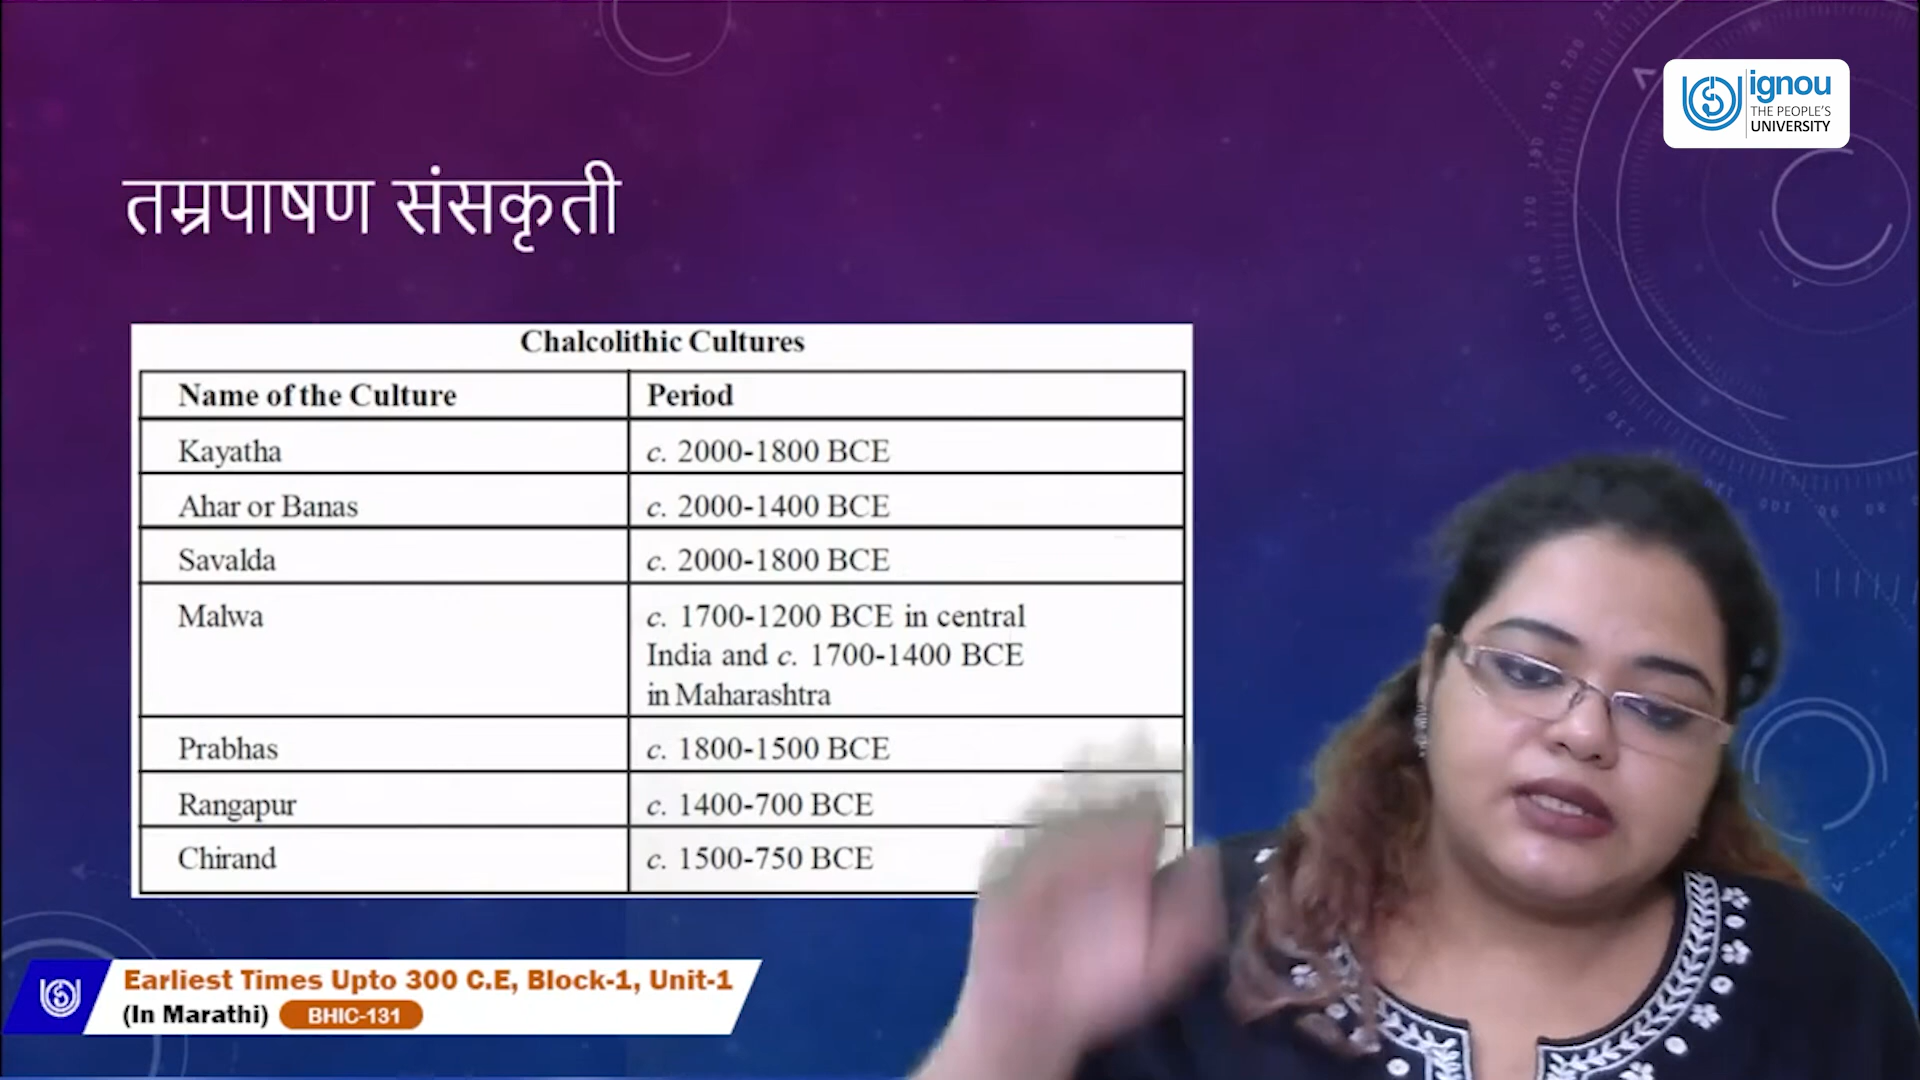 ignou
THE PEOPLE'S
UNIVERSITY
तम्रपाषण संसकृती
Chalcolithic Cultures
Name of the Culture Period
Kayatha c. 2000-1800 BCE
Ahar or Banas c. 2000-1400 BCE
Savalda c. 2000-1800 BCE
Malwa c. 1700-1200 BCE in central
India and c. 1700-1400 BCE
in Maharashtra
Prabhas c. 1800-1500 BCE
Rangapur c. 1400-700 BCE
Chirand c. 1500-750 BCE
Earliest Times Upto 300 C.E, Block-1, Unit-1
(In Marathi) BHIC-131